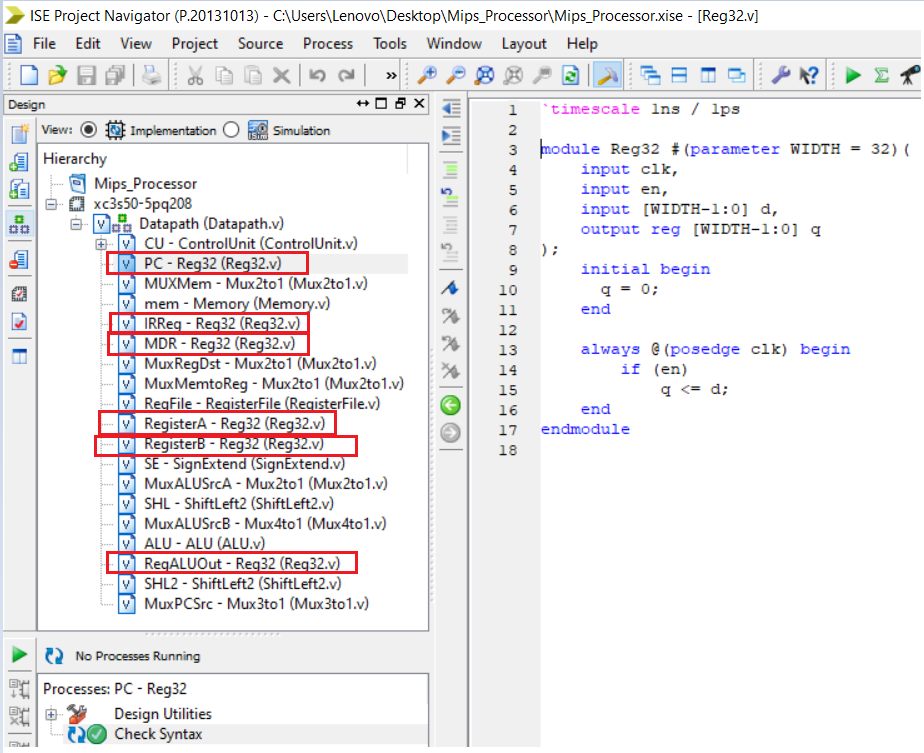 ISE Project Navigator (P.20131013) - C:\Users\Lenovo\Desktop\Mips_Processor\Mips_Processor.xise - [Reg32.v]
File Edit View Project Source Process Tools Window Layout Help
»
Design
View: Implementation Simulation
Hierarchy
Mips_Processor
xc3s50-5pq208
Datapath (Datapath.v)
CU - ControlUnit (ControlUnit.v)
PC - Reg32 (Reg32.v)
MUXMem - Mux2to1 (Mux2to1.v)
mem - Memory (Memory.v)
IRReg - Reg32 (Reg32.v)
MDR - Reg32 (Reg32.v)
MuxRegDst - Mux2to1 (Mux2to1.v)
MuxMemtoReg - Mux2to1 (Mux2to1.v)
RegFile - RegisterFile (RegisterFile.v)
RegisterA - Reg32 (Reg32.v)
RegisterB - Reg32 (Reg32.v)
SE - SignExtend (SignExtend.v)
MuxALUSrcA - Mux2to1 (Mux2to1.v)
SHL - ShiftLeft2 (ShiftLeft2.v)
MuxALUSrcB - Mux4to1 (Mux4to1.v)
ALU - ALU (ALU.v)
RegALUOut - Reg32 (Reg32.v)
SHL2 - ShiftLeft2 (ShiftLeft2.v)
MuxPCSrc - Mux3to1 (Mux3to1.v)
No Processes Running
Processes: PC - Reg32
Design Utilities
Check Syntax
1 `timescale 1ns / 1ps
2
3 module Reg32 #(parameter WIDTH = 32)(
4 input clk,
5 input en,
6 input [WIDTH-1:0] d,
7 output reg [WIDTH-1:0] q
8 );
9 initial begin
10 q = 0;
11 end
12
13 always @(posedge clk) begin
14 if (en)
15 q <= d;
16 end
17 endmodule
18